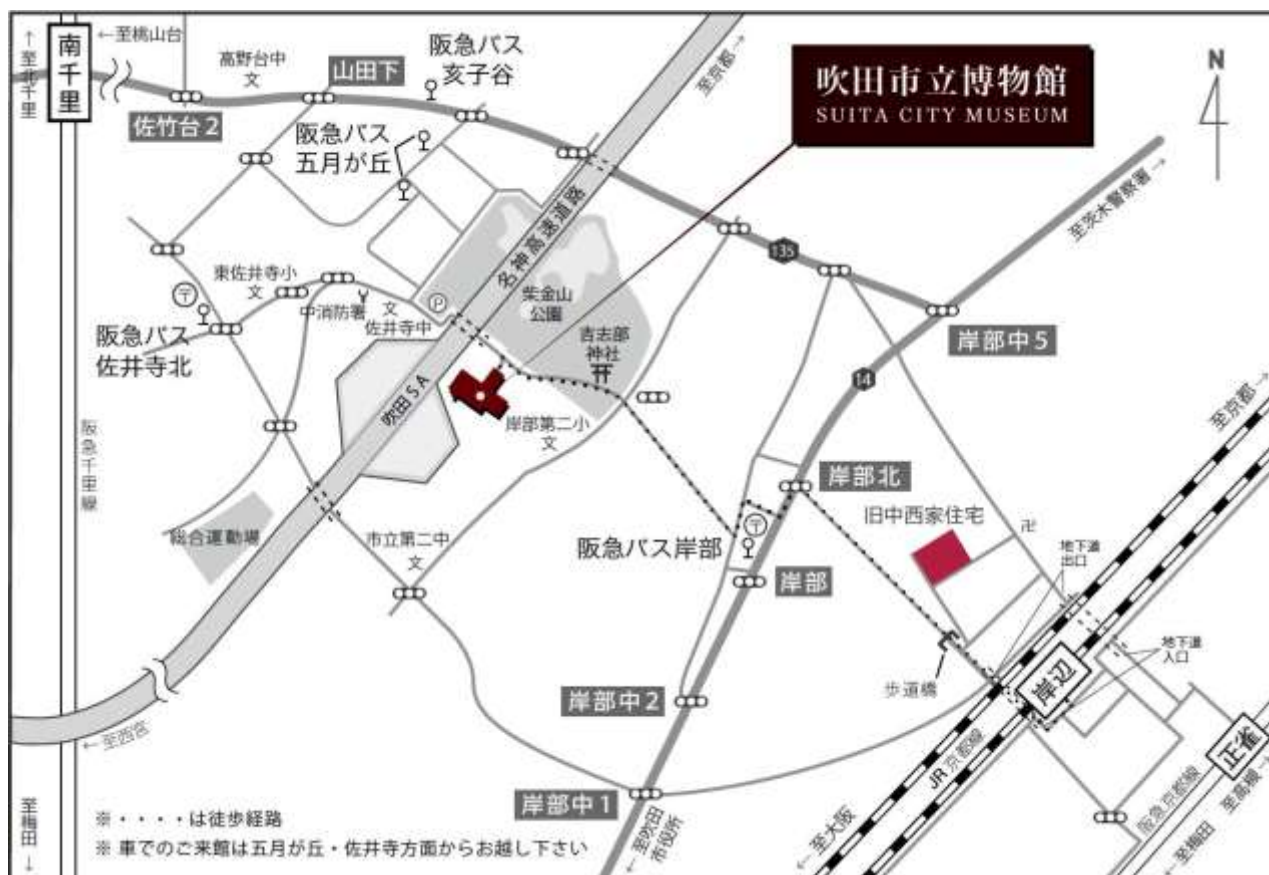 ←至桃山台
↑至北千里
南千里
高野台中
文
山田下
阪急バス
亥子谷
至京都→
吹田市立博物館
SUITA CITY MUSEUM
N
佐竹台2
阪急バス
五月が丘
名神高速道路
至茨木警察署→
135
東佐井寺小
文
中消防署
文
佐井寺中
P
紫金山
公園
吉志部
神社
〒
阪急バス
佐井寺北
岸部中5
14
吹田SA
岸部第二小
文
阪急千里線
岸部北
至京都→
旧中西家住宅
卍
地下道
出口
総合運動場
市立第二中
文
〒
阪急バス岸部
岸部
地下道
入口
歩道橋
岸辺
岸部中2
←至西宮
JR京都線
正雀
阪急京都線
至高槻→
岸部中1
←至吹田
市役所
←至大阪
←至梅田
至梅田↓
※・・・・は徒歩経路
※ 車でのご来館は五月が丘・佐井寺方面からお越し下さい